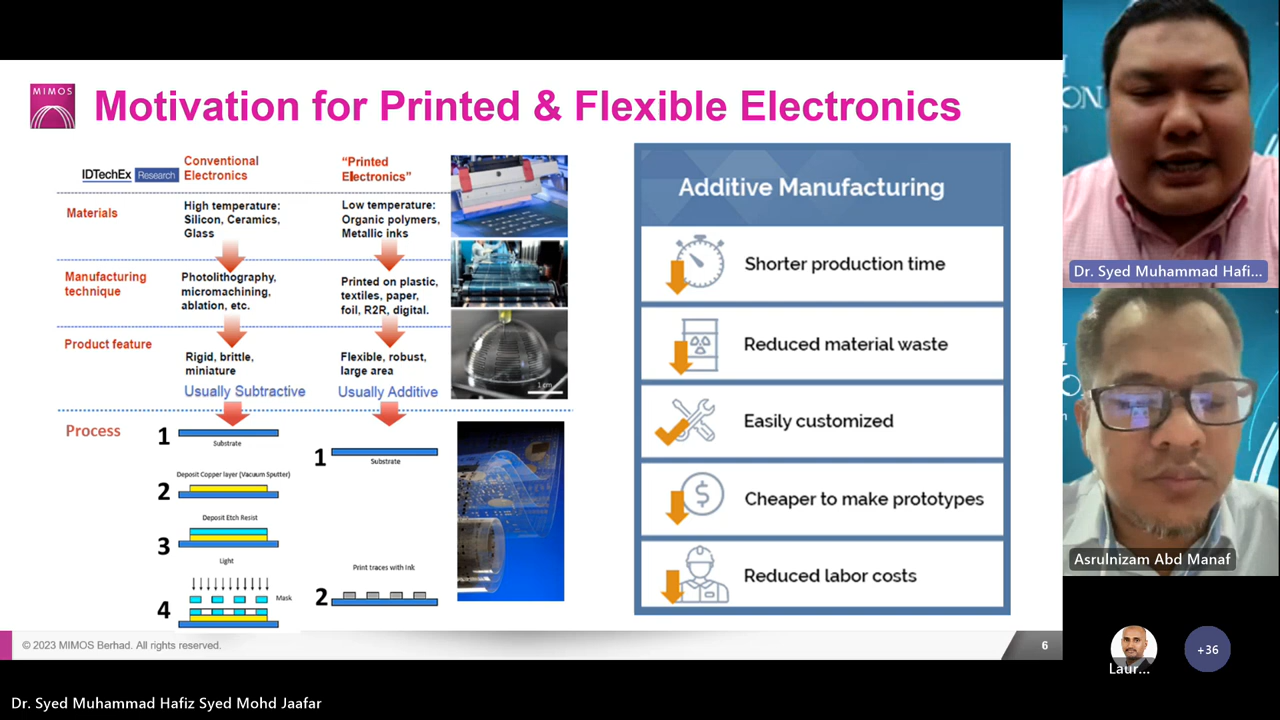 MIMOS
Motivation for Printed & Flexible Electronics
IDTechEx Research
Conventional
Electronics
“Printed
Electronics”
Materials
High temperature:
Silicon, Ceramics,
Glass
Low temperature:
Organic polymers,
Metallic inks
Manufacturing
technique
Photolithography,
micromachining,
ablation, etc.
Printed on plastic,
textiles, paper,
foil, R2R, digital.
Product feature
Rigid, brittle,
miniature
Flexible, robust,
large area
Usually Subtractive
Usually Additive
1 cm
Process
1
Substrate
Deposit Copper layer (Vacuum Sputter)
2
Deposit Etch Resist
3
Light
Mask
4
1
Substrate
Print traces with Ink
2
Additive Manufacturing
Shorter production time
Reduced material waste
Easily customized
$
Cheaper to make prototypes
Reduced labor costs
© 2023 MIMOS Berhad. All rights reserved.
6
Dr. Syed Muhammad Hafi...
Asrulnizam Abd Manaf
Laur...
+36
Dr. Syed Muhammad Hafiz Syed Mohd Jaafar